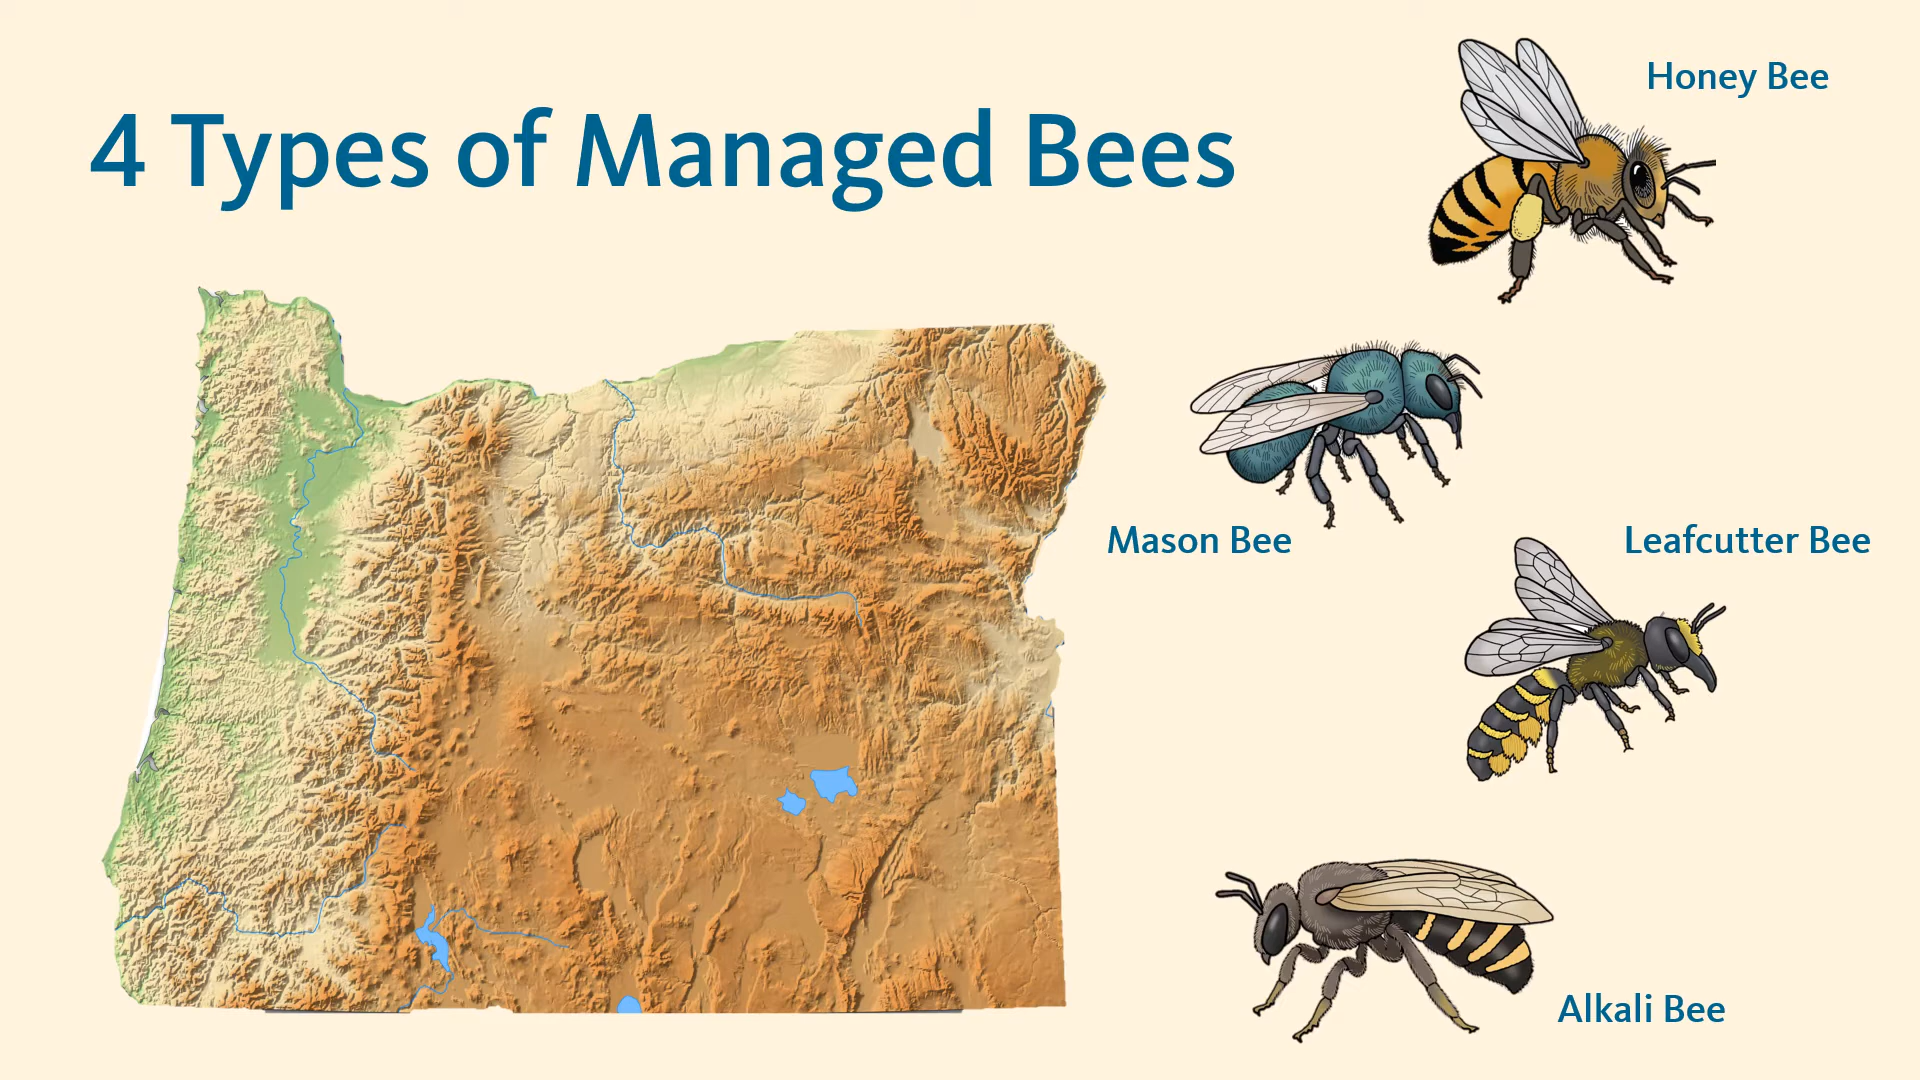 4 Types of Managed Bees
Honey Bee
Mason Bee
Leafcutter Bee
Alkali Bee